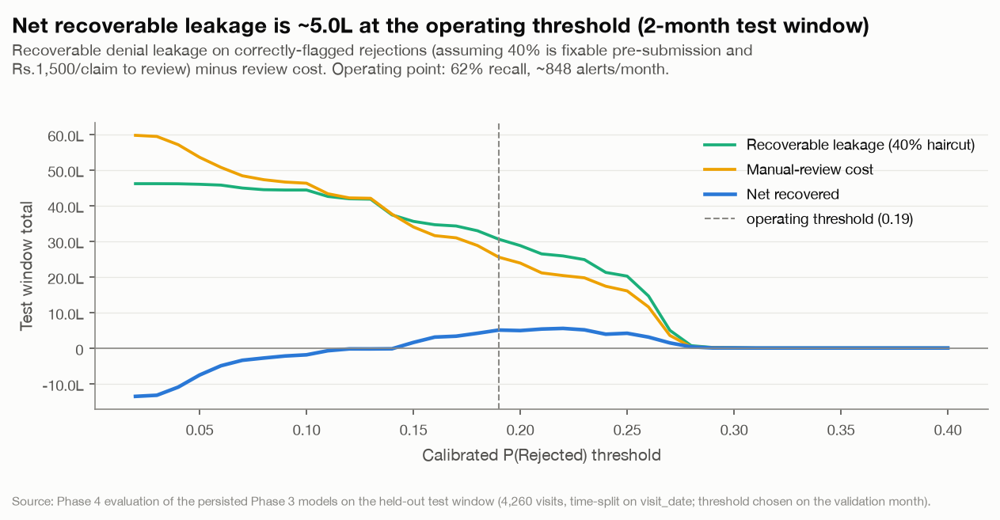 Net recoverable leakage is ~5.0L at the operating threshold (2-month test window)
Recoverable denial leakage on correctly-flagged rejections (assuming 40% is fixable pre-submission and
Rs.1,500/claim to review) minus review cost. Operating point: 62% recall, ~848 alerts/month.
Recoverable leakage (40% haircut)
Manual-review cost
Net recovered
operating threshold (0.19)
Test window total
60.0L
50.0L
40.0L
30.0L
20.0L
10.0L
0
-10.0L
0.05
0.10
0.15
0.20
0.25
0.30
0.35
0.40
Calibrated P(Rejected) threshold
Source: Phase 4 evaluation of the persisted Phase 3 models on the held-out test window (4,260 visits, time-split on visit_date; threshold chosen on the validation month).